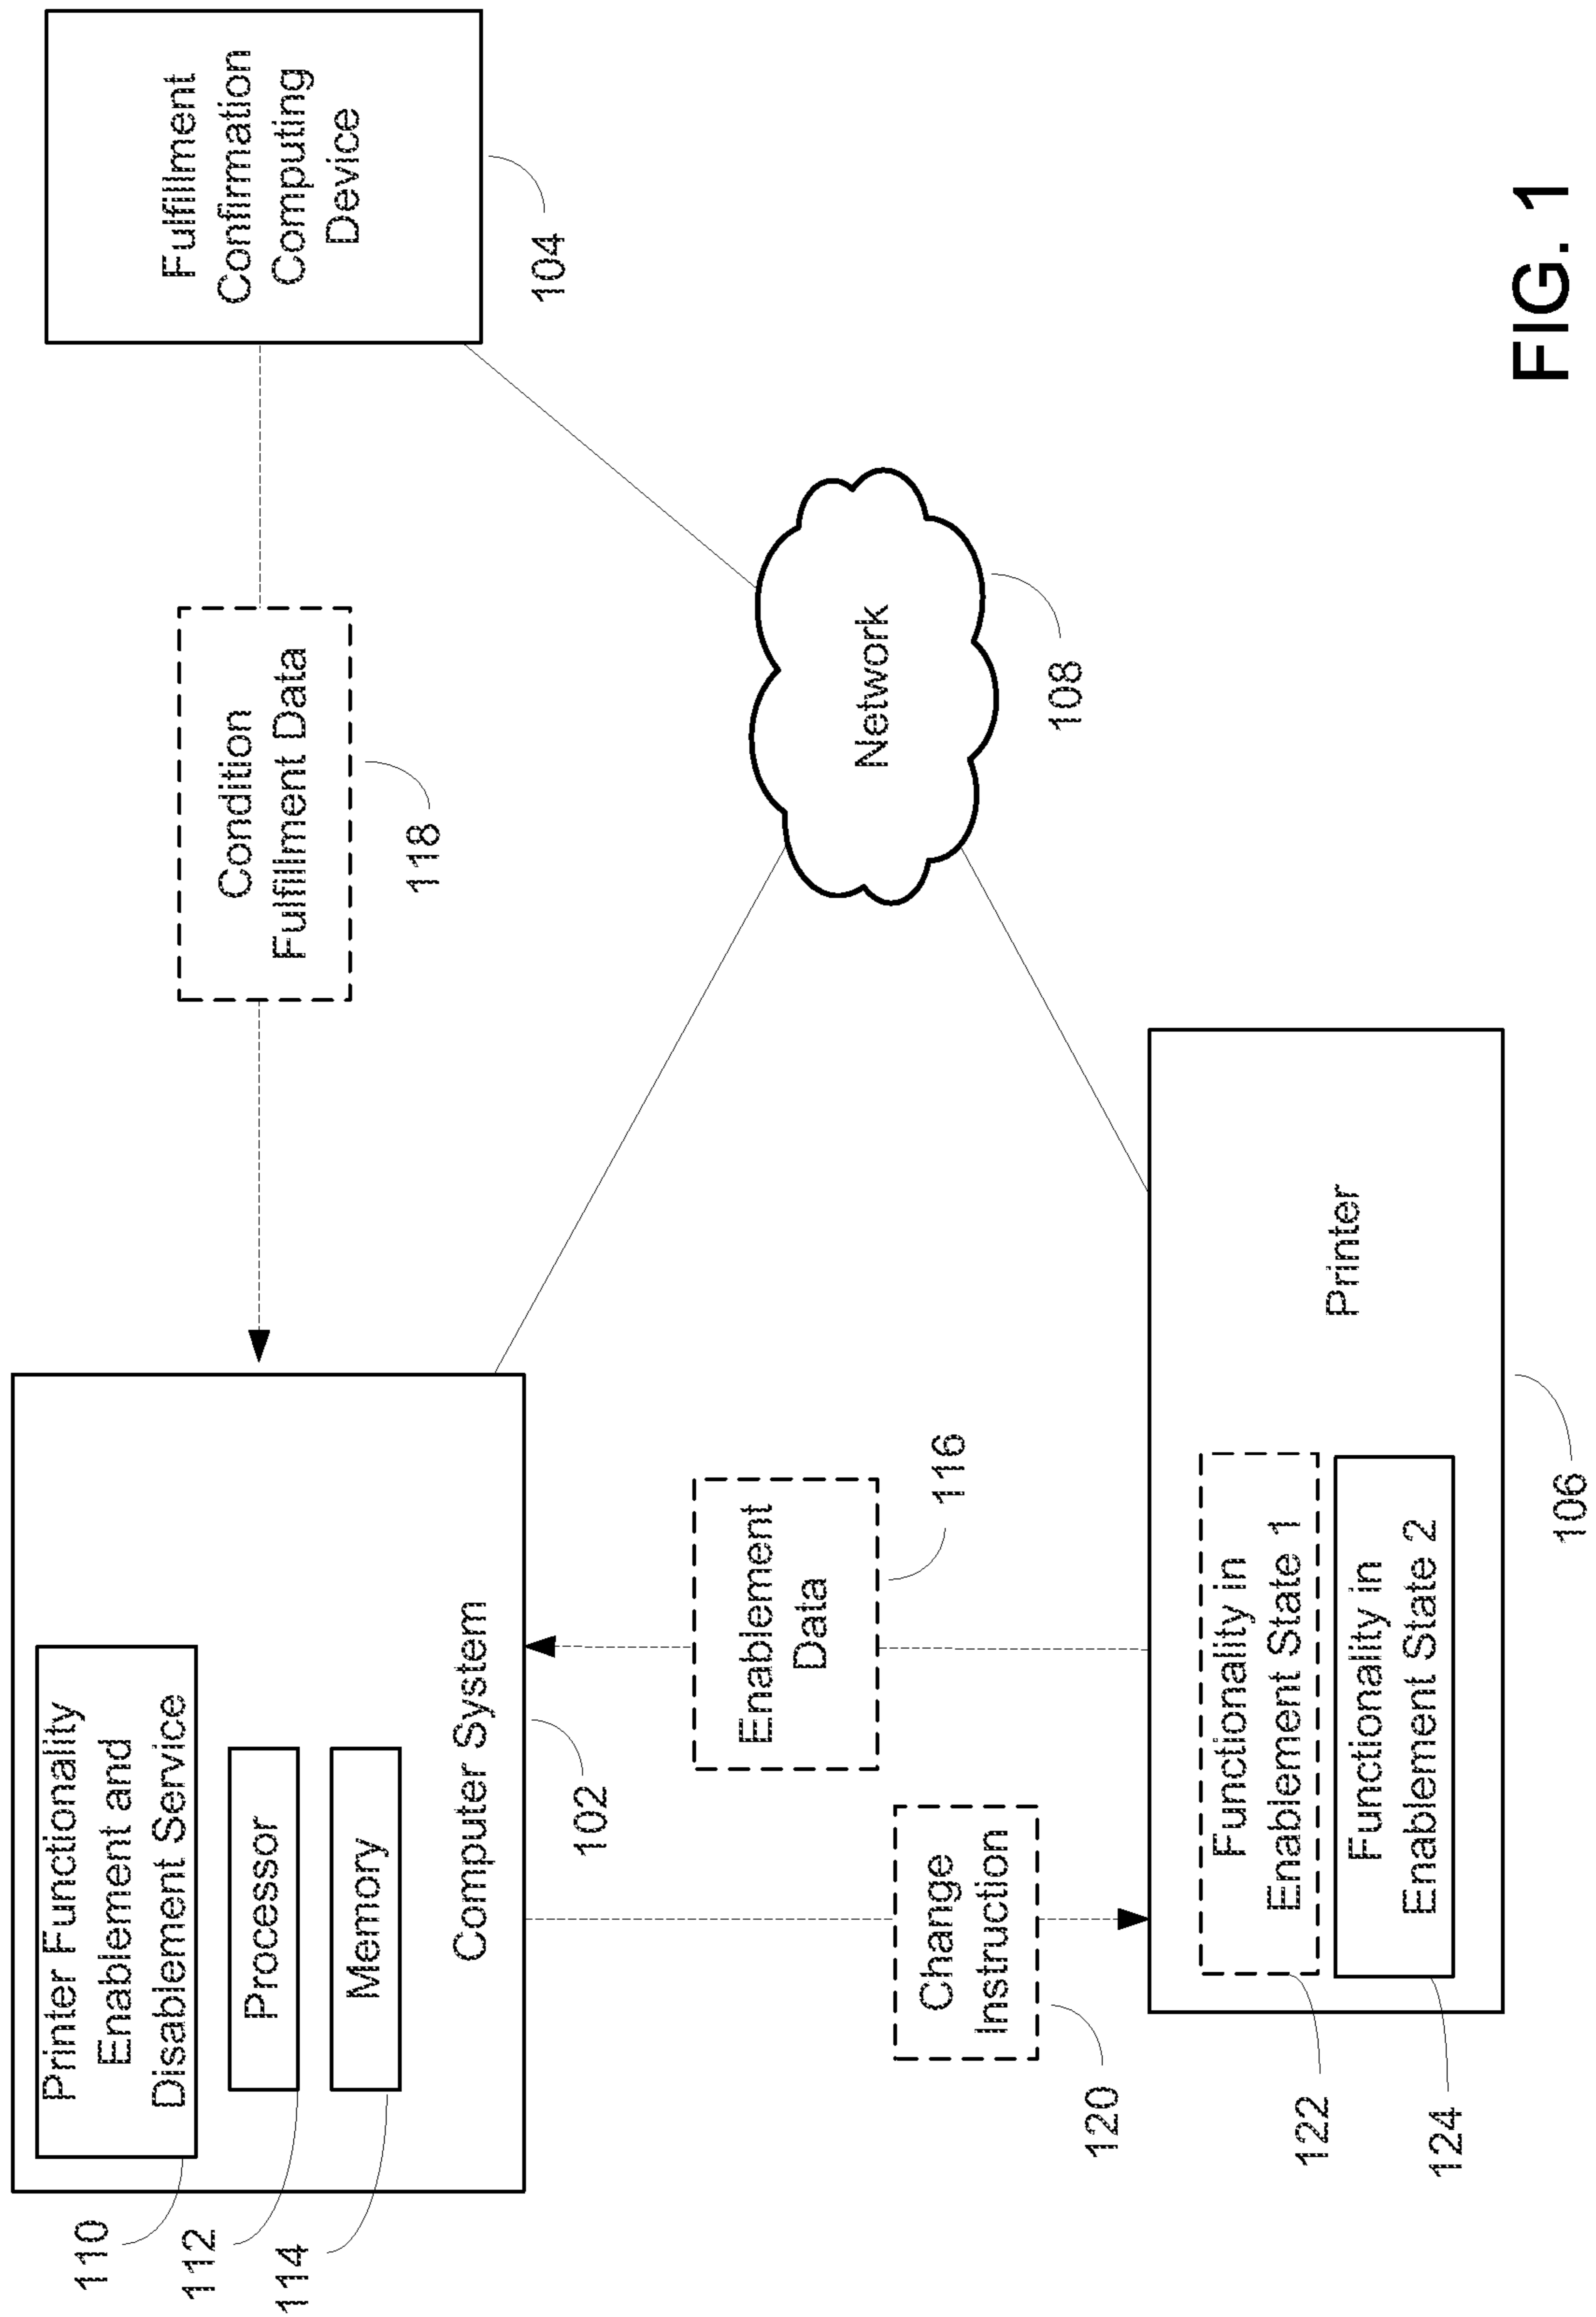 Printer Functionality
Enablement and
Disablement Service
110
Processor
112
Memory
114
Computer System
102
Condition
Fulfillment Data
118
Fulfillment
Confirmation
Computing
Device
104
Enablement
Data
116
Change
Instruction
120
Network
108
Functionality in
Enablement State 1
122
Functionality in
Enablement State 2
124
Printer
106
FIG. 1